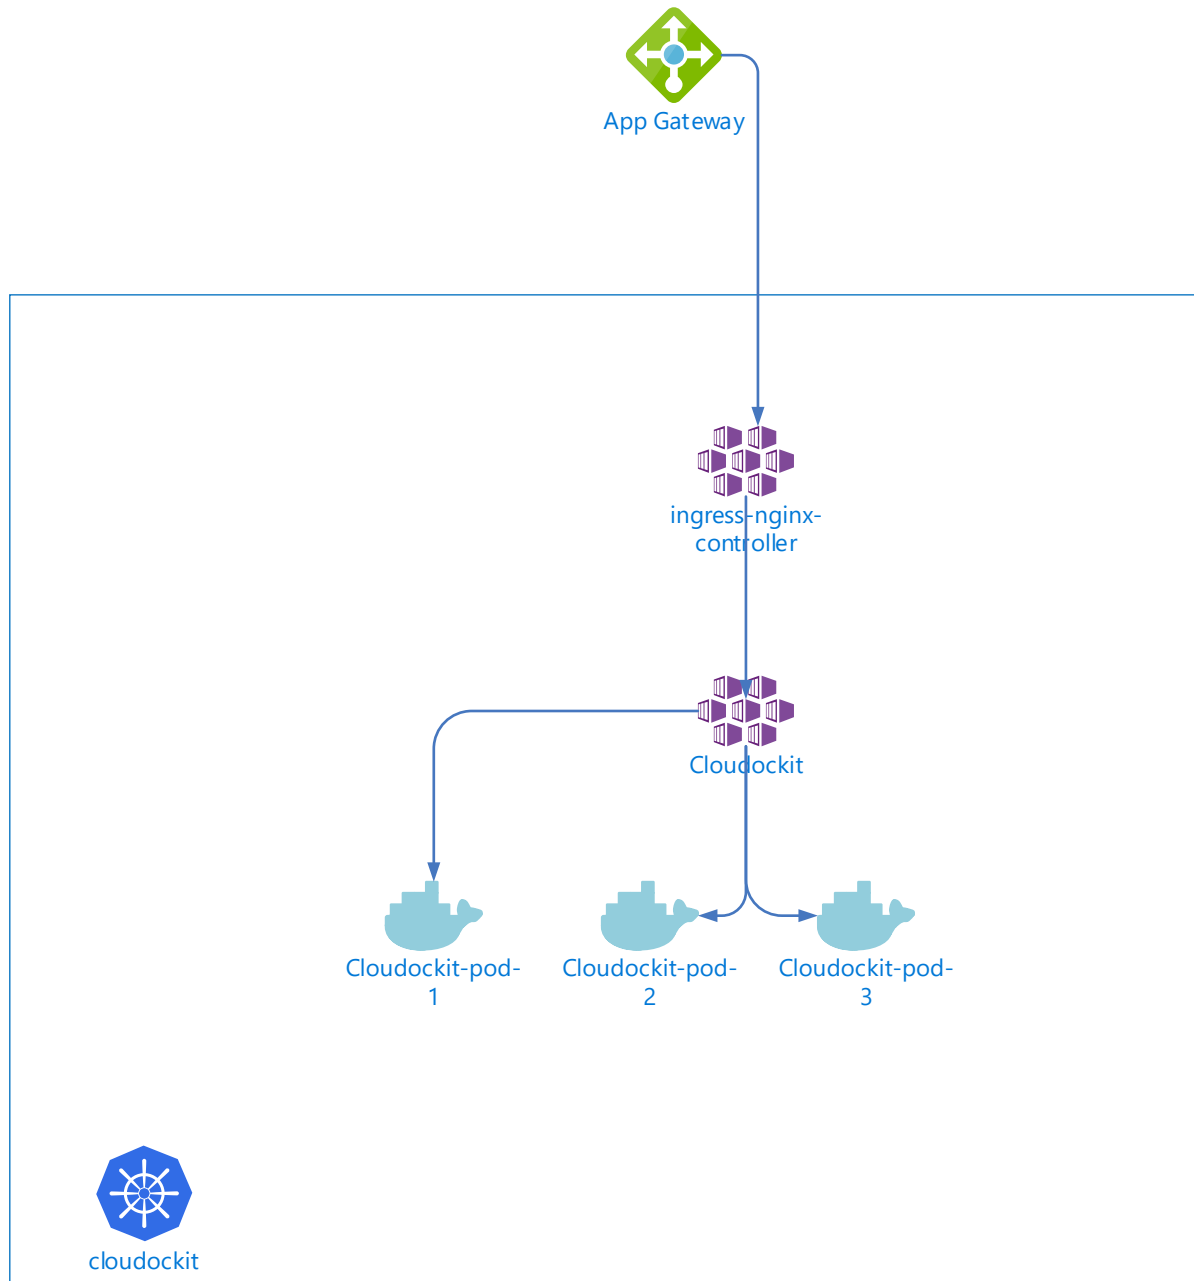 App Gateway
ingress-nginx-
controller
Cloudockit
Cloudockit-pod-
1
Cloudockit-pod-
2
Cloudockit-pod-
3
cloudockit